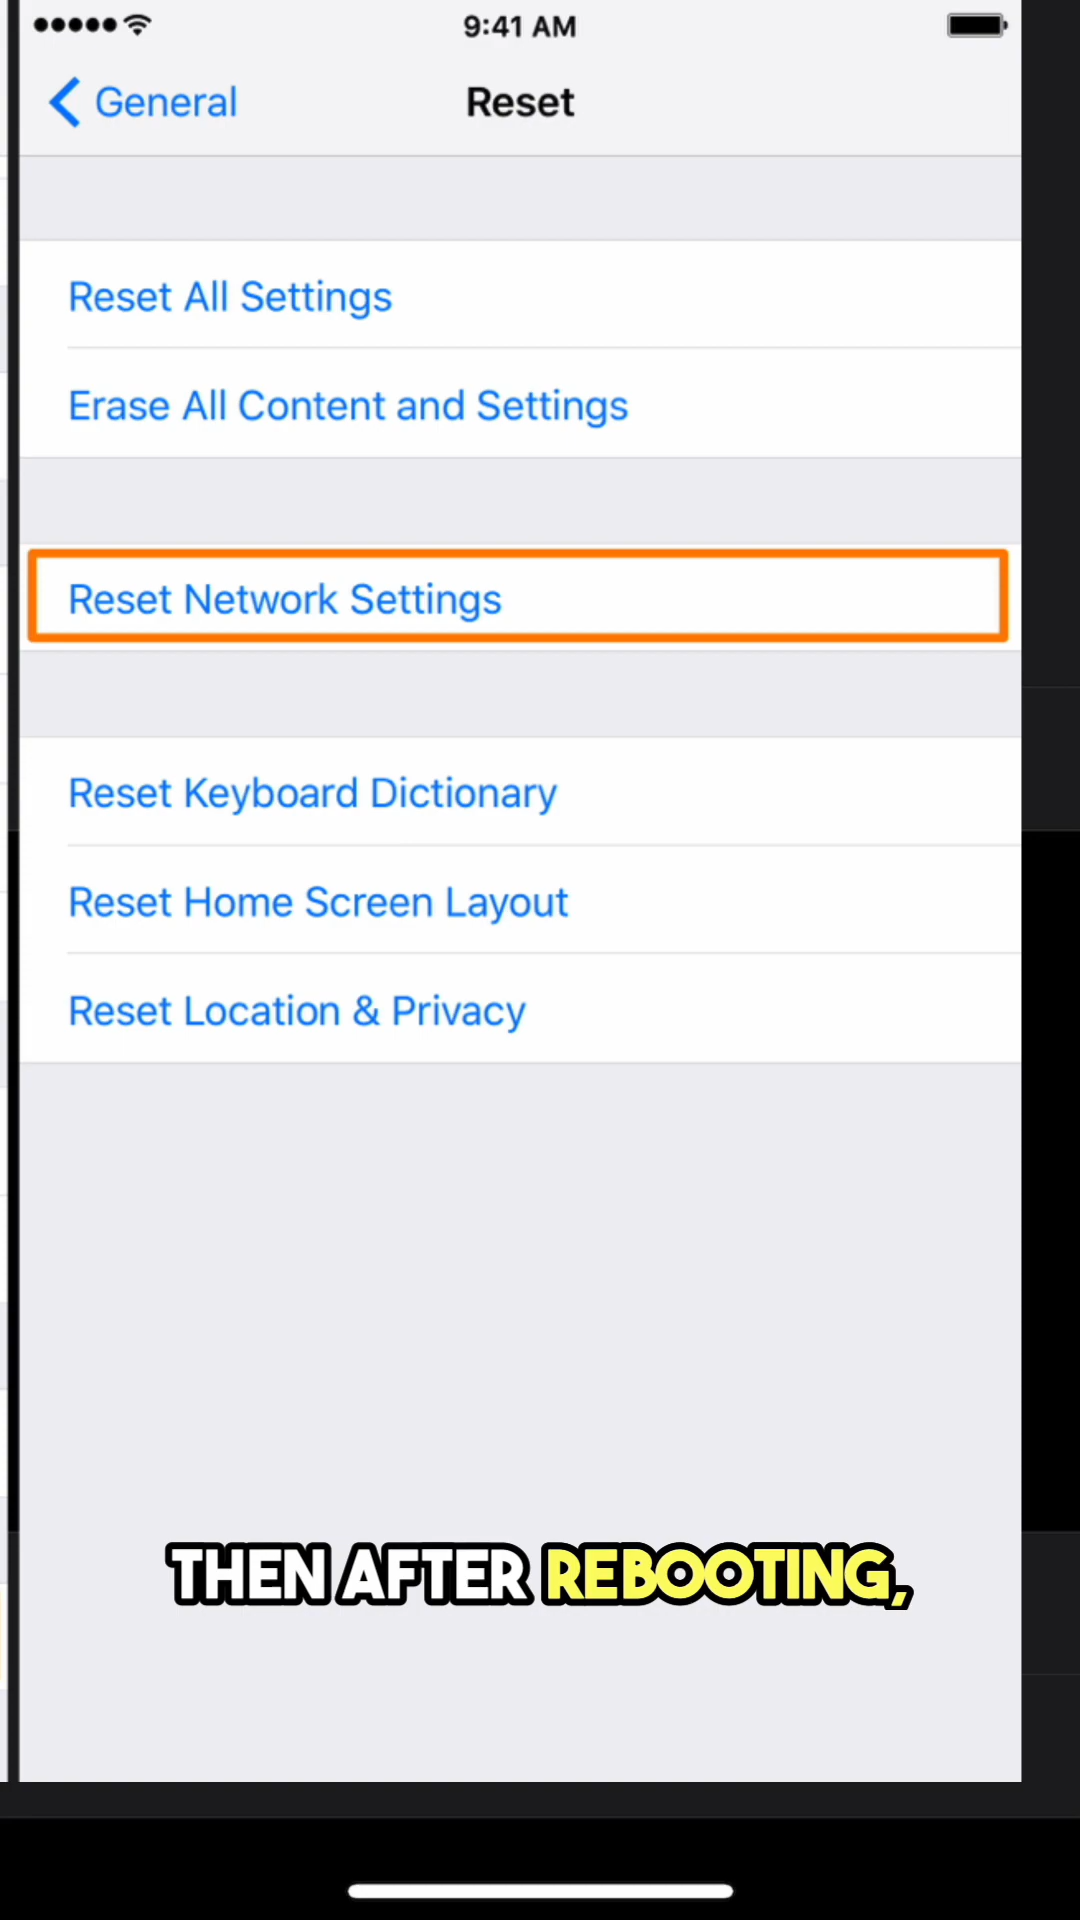 9:41 AM
General
Reset
Reset All Settings
Erase All Content and Settings
Reset Network Settings
Reset Keyboard Dictionary
Reset Home Screen Layout
Reset Location & Privacy
THEN AFTER REBOOTING,